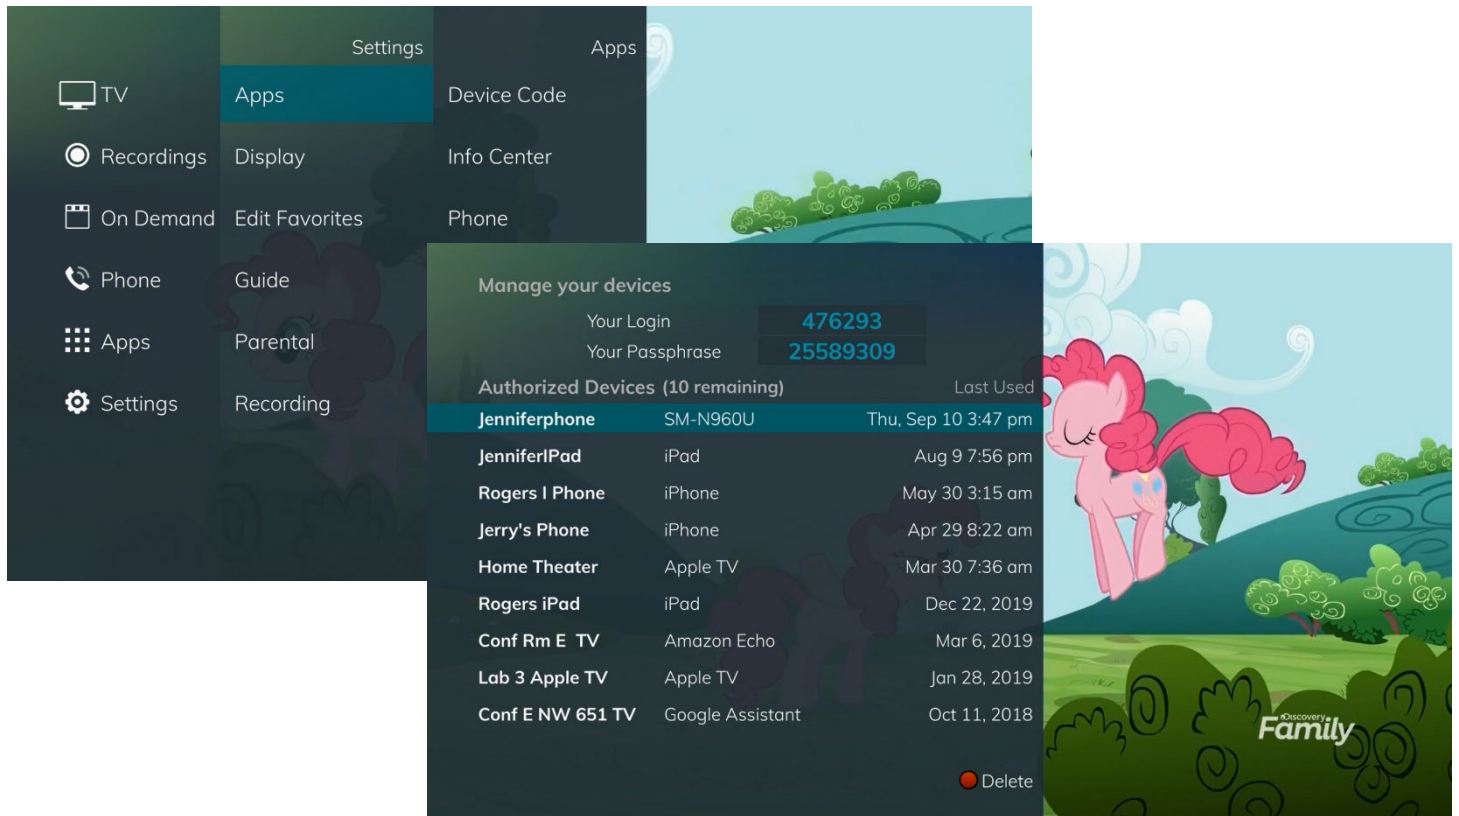 Settings
Apps
TV
Apps
Device Code
Recordings
Display
Info Center
On Demand
Edit Favorites
Phone
Phone
Guide
Apps
Parental
Settings
Recording
Manage your devices
Your Login 476293
Your Passphrase 25589309
Authorized Devices (10 remaining) Last Used
Jenniferphone SM-N960U Thu, Sep 10 3:47 pm
JenniferIPad iPad Aug 9 7:56 pm
Rogers I Phone iPhone May 30 3:15 am
Jerry's Phone iPhone Apr 29 8:22 am
Home Theater Apple TV Mar 30 7:36 am
Rogers iPad iPad Dec 22, 2019
Conf Rm E TV Amazon Echo Mar 6, 2019
Lab 3 Apple TV Apple TV Jan 28, 2019
Conf E NW 651 TV Google Assistant Oct 11, 2018
Delete
Discovery
Family